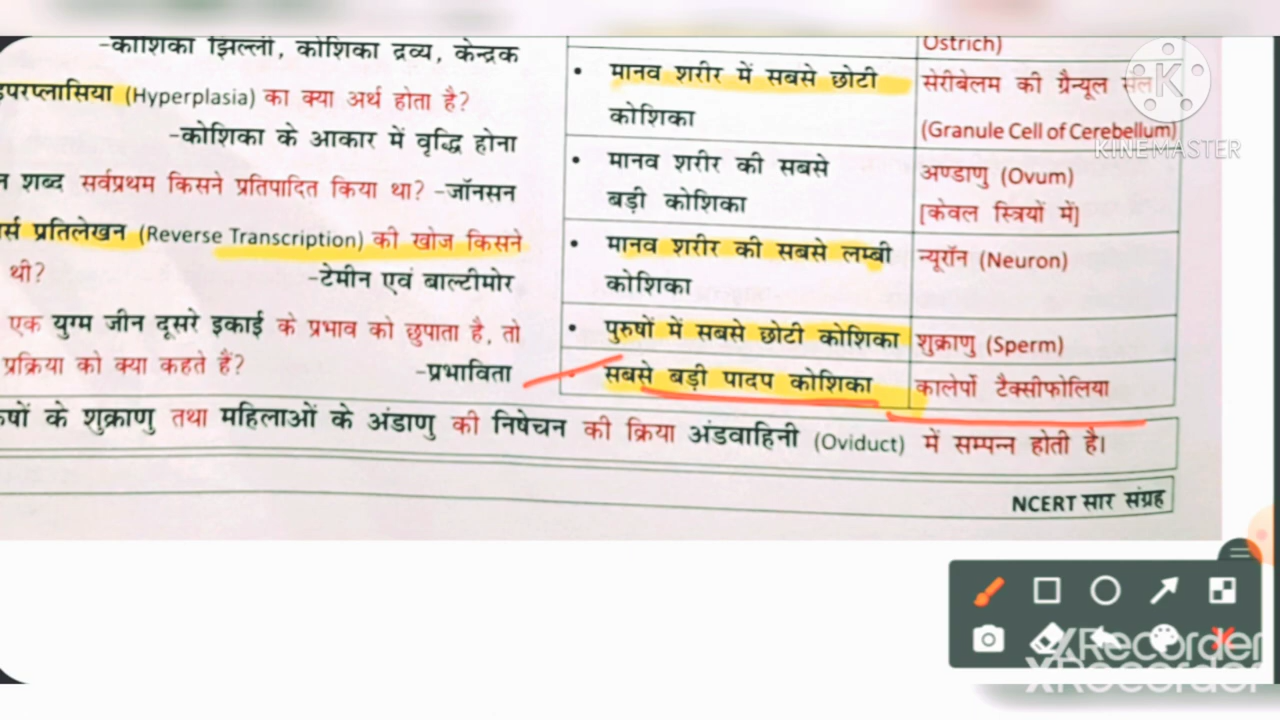 -कोशिका झिल्ली, कोशिका द्रव्य, केन्द्रक
इपरप्लासिया (Hyperplasia) का क्या अर्थ होता है?
-कोशिका के आकार में वृद्धि होना
न शब्द सर्वप्रथम किसने प्रतिपादित किया था? -जॉनसन
र्स प्रतिलेखन (Reverse Transcription) की खोज किसने
थी? -टेमीन एवं बाल्टीमोर
एक युग्म जीन दूसरे इकाई के प्रभाव को छुपाता है, तो
प्रक्रिया को क्या कहते हैं? -प्रभाविता
Ostrich)
• मानव शरीर में सबसे छोटी
कोशिका
सेरीबेलम की ग्रैन्यूल सेल
(Granule Cell of Cerebellum)
• मानव शरीर की सबसे
बड़ी कोशिका
अण्डाणु (Ovum)
[केवल स्त्रियों में]
• मानव शरीर की सबसे लम्बी
कोशिका
न्यूरॉन (Neuron)
• पुरुषों में सबसे छोटी कोशिका शुक्राणु (Sperm)
• सबसे बड़ी पादप कोशिका कालेर्पा टैक्सीफोलिया
रुषों के शुक्राणु तथा महिलाओं के अंडाणु की निषेचन की क्रिया अंडवाहिनी (Oviduct) में सम्पन्न होती है।
NCERT सार संग्रह
K
KINEMASTER
XRecorder
XRecorder